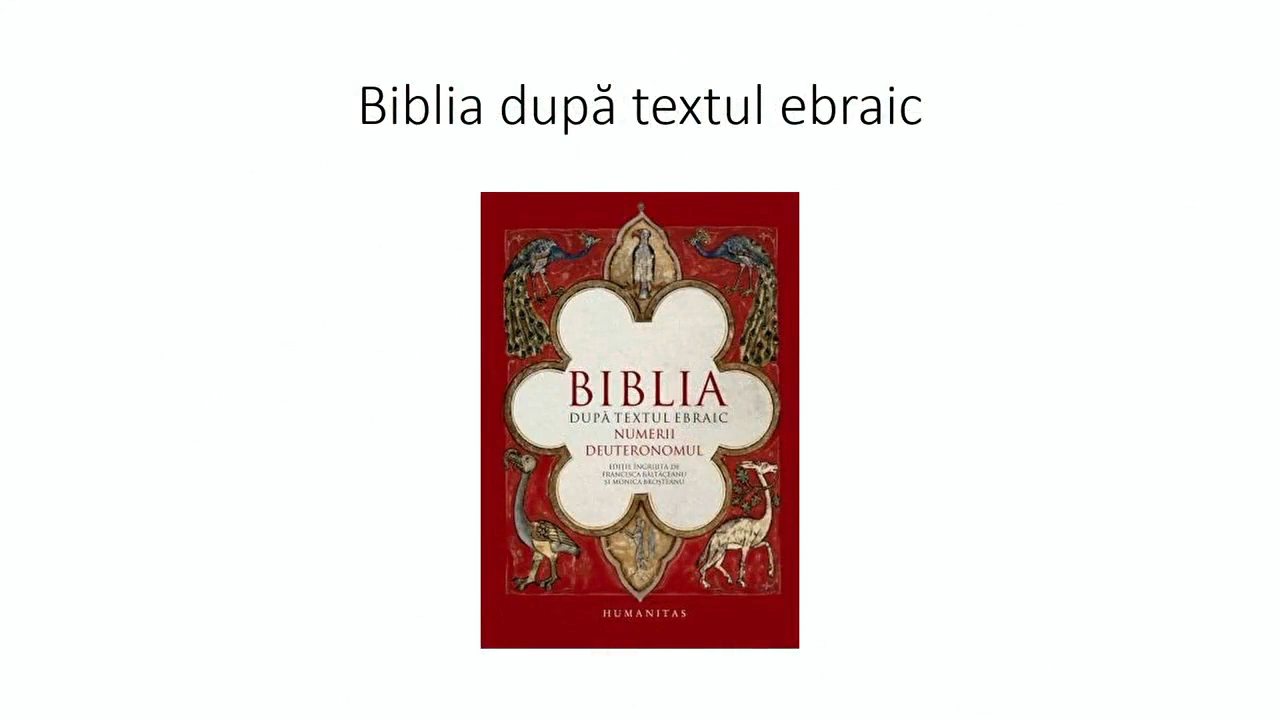 Biblia după textul ebraic
BIBLIA
DUPĂ TEXTUL EBRAIC
NUMERII
DEUTERONOMUL
EDIȚIE ÎNGRIJITĂ DE
FRANCISCA BĂLTĂCEANU
ȘI MONICA BROȘTEANU
HUMANITAS